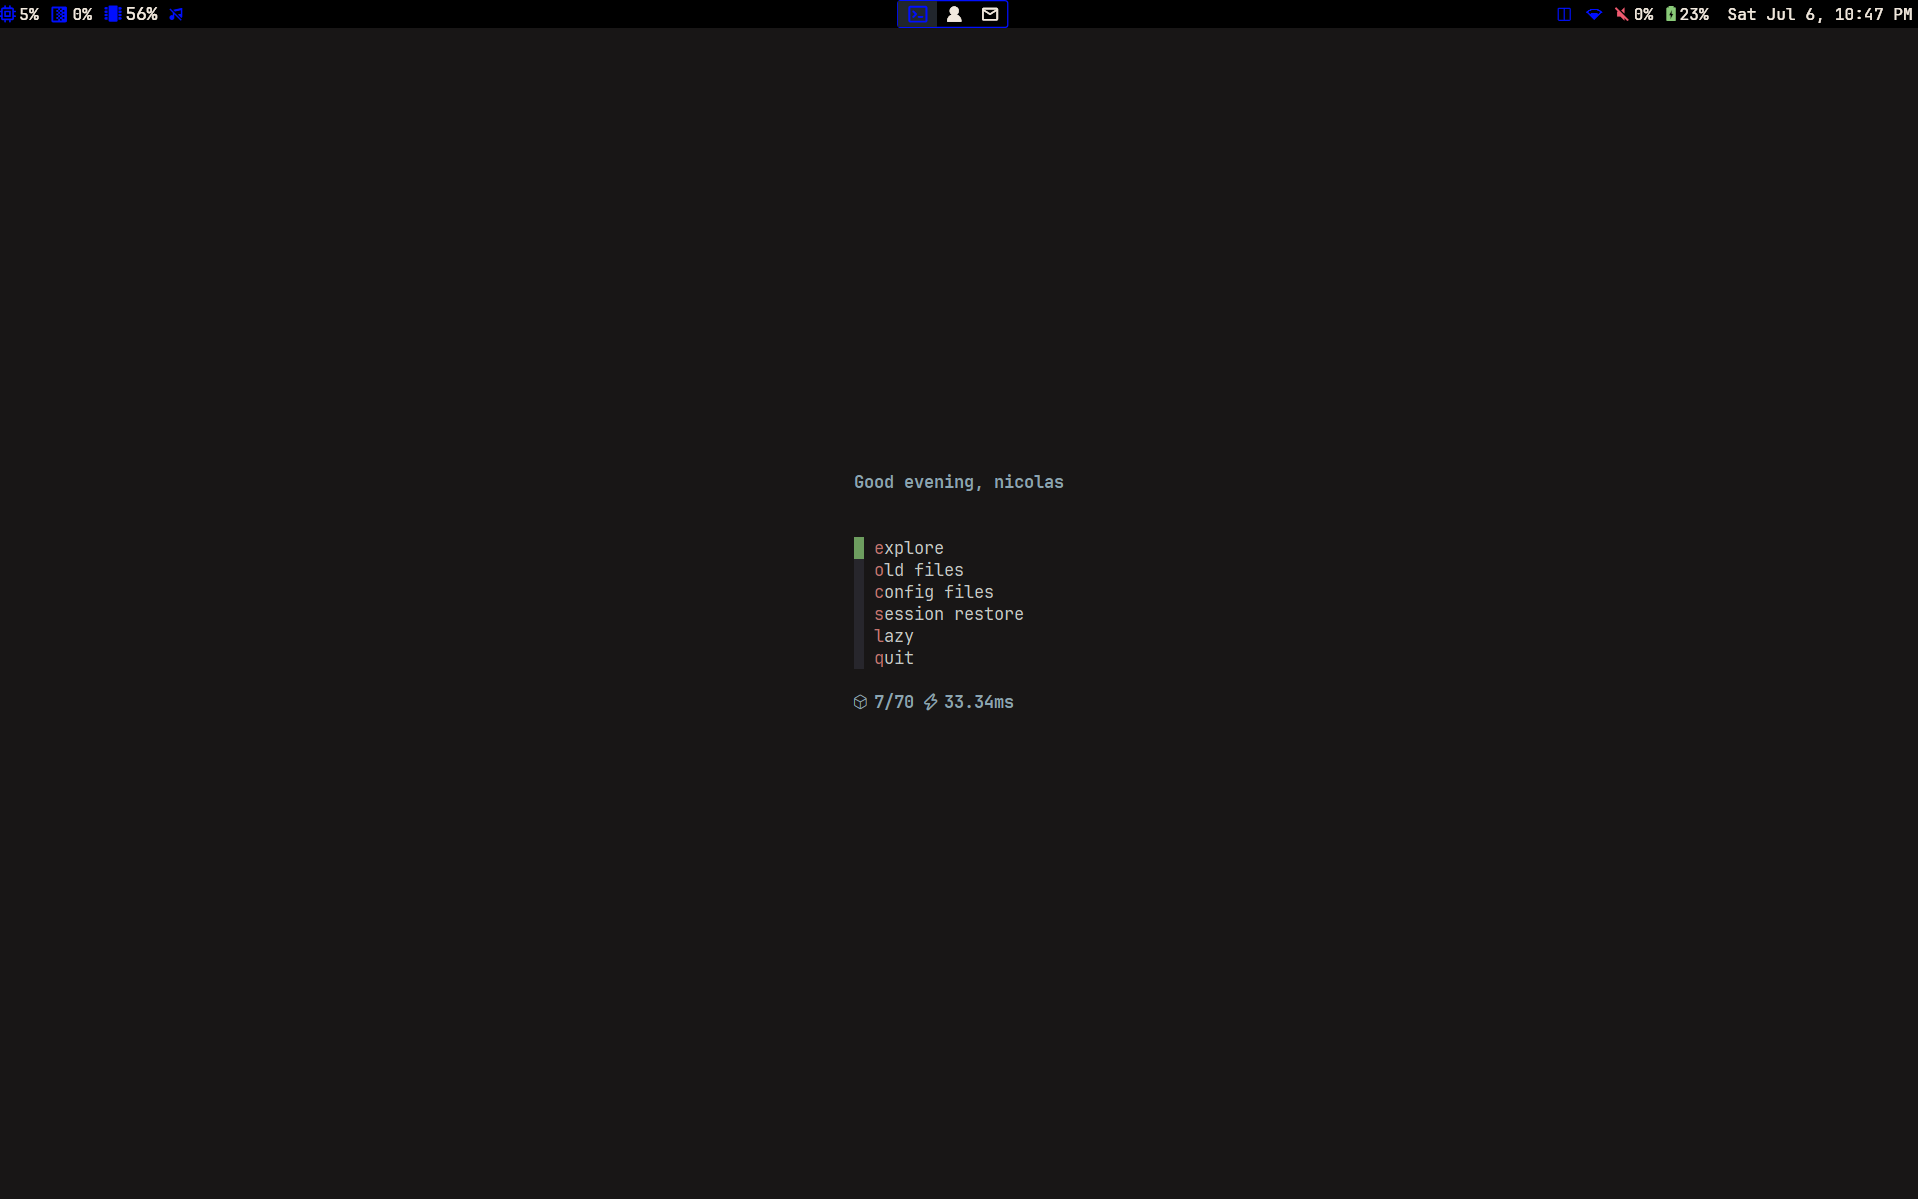 5% 0% 56% 0% 23% Sat Jul 6, 10:47 PM
Good evening, nicolas
explore
old files
config files
session restore
lazy
quit
7/70 33.34ms